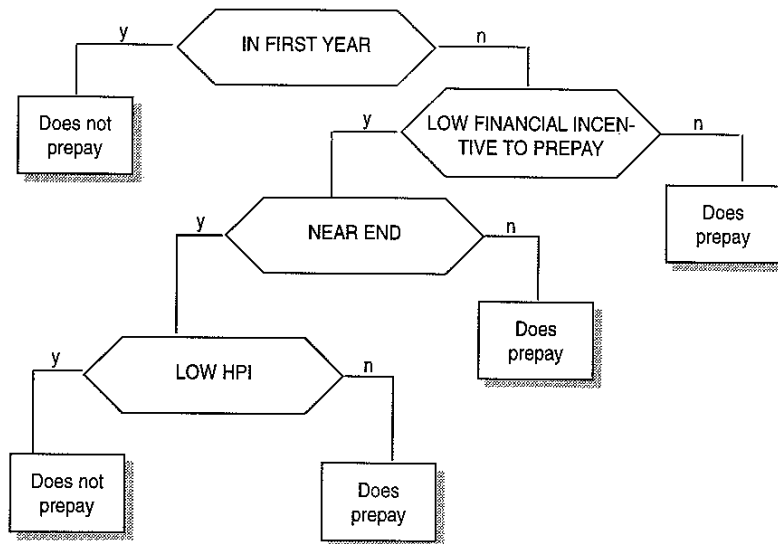 y
IN FIRST YEAR
n
Does not
prepay
y
LOW FINANCIAL INCEN-
TIVE TO PREPAY
n
Does
prepay
y
NEAR END
n
Does
prepay
y
LOW HPI
n
Does not
prepay
Does
prepay